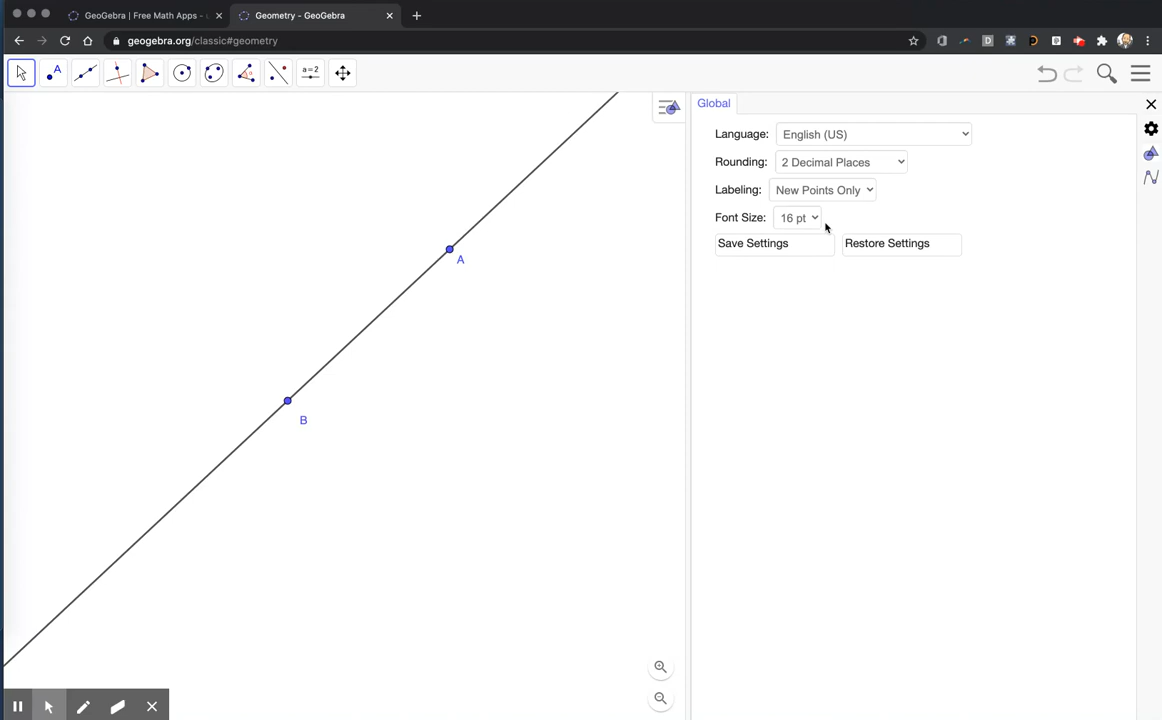 GeoGebra | Free Math Apps -
Geometry - GeoGebra
geogebra.org/classic#geometry
A
a=2
Global
Language: English (US)
Rounding: 2 Decimal Places
Labeling: New Points Only
Font Size: 16 pt
Save Settings Restore Settings
A
B